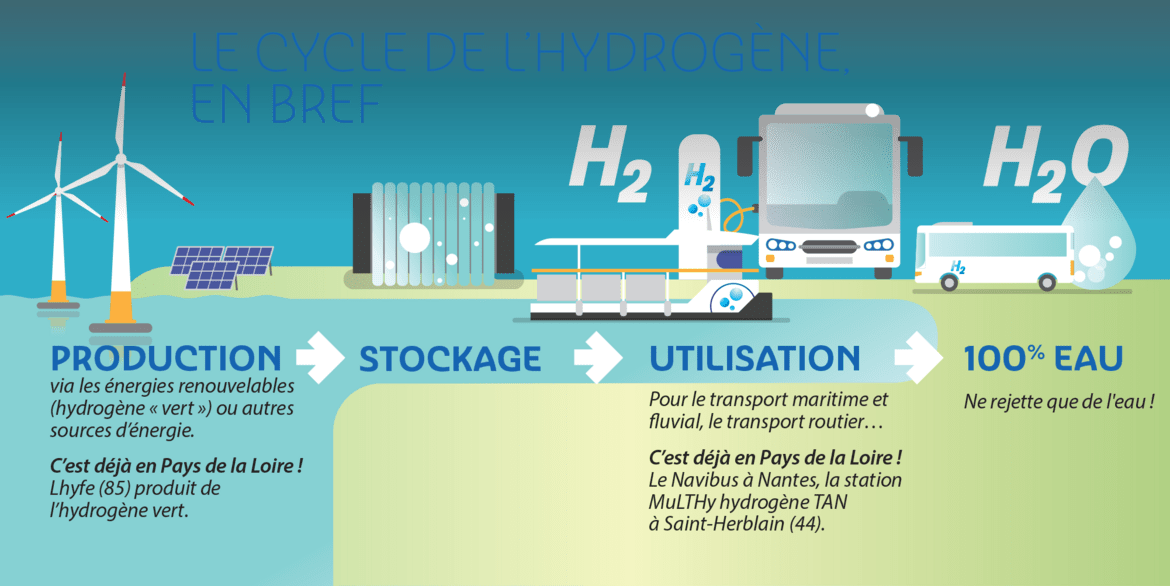 LE CYCLE DE L'HYDROGÈNE,
EN BREF
H2
H2
H2O
H2
PRODUCTION
via les énergies renouvelables
(hydrogène « vert ») ou autres
sources d'énergie.
C'est déjà en Pays de la Loire !
Lhyfe (85) produit de
l'hydrogène vert.
STOCKAGE
UTILISATION
Pour le transport maritime et
fluvial, le transport routier…
C'est déjà en Pays de la Loire !
Le Navibus à Nantes, la station
MuLTHy hydrogène TAN
à Saint-Herblain (44).
100% EAU
Ne rejette que de l'eau !